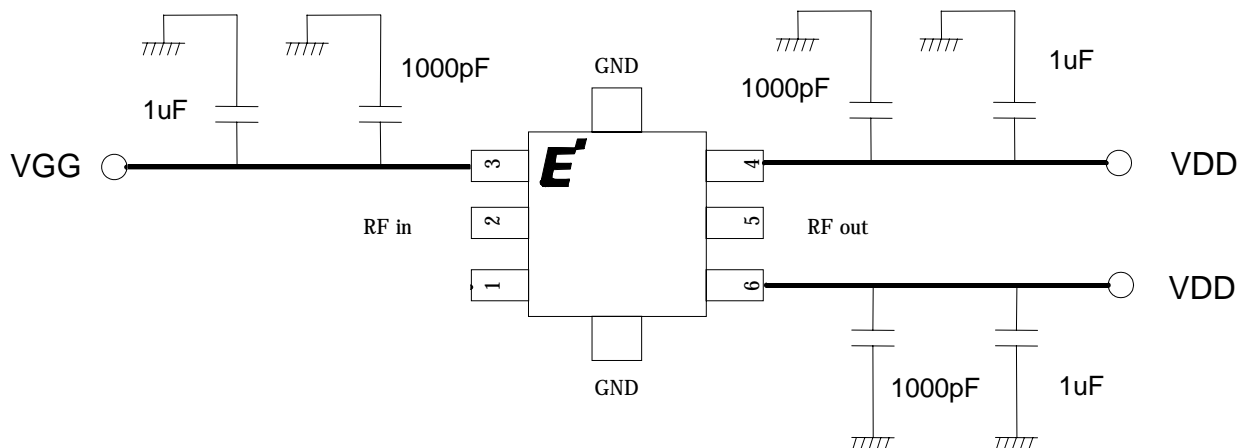 1000pF
1uF
GND
1000pF
1uF
VGG
3
E
4
VDD
RF in
2
5
RF out
1
6
VDD
GND
1000pF
1uF